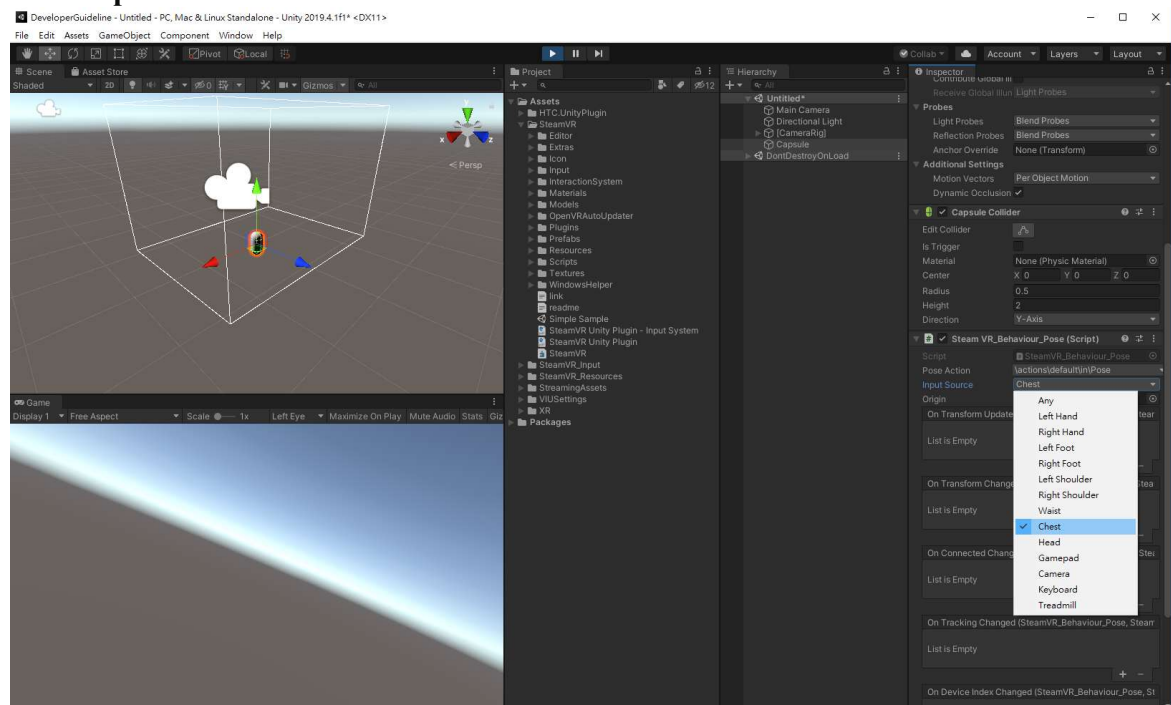 DeveloperGuideline - Untitled - PC, Mac & Linux Standalone - Unity 2019.4.1f1* <DX11>
File Edit Assets GameObject Component Window Help
Pivot Local
Collab Account Layers Layout
Scene Asset Store
Shaded 2D 0 Gizmos All
y
x z
Persp
Game
Display 1 Free Aspect Scale 1x Left Eye Maximize On Play Mute Audio Stats Giz
Project
12
Assets
HTC.UnityPlugin
SteamVR
Editor
Extras
Icon
Input
InteractionSystem
Materials
Models
OpenVRAutoUpdater
Plugins
Prefabs
Resources
Scripts
Textures
WindowsHelper
link
readme
Simple Sample
SteamVR Unity Plugin - Input System
SteamVR Unity Plugin
SteamVR
SteamVR_Input
SteamVR_Resources
StreamingAssets
VIUSettings
XR
Packages
Hierarchy
All
Untitled*
Main Camera
Directional Light
[CameraRig]
Capsule
DontDestroyOnLoad
Inspector
Contribute Global Ill
Receive Global Illun Light Probes
Probes
Light Probes Blend Probes
Reflection Probes Blend Probes
Anchor Override None (Transform)
Additional Settings
Motion Vectors Per Object Motion
Dynamic Occlusion
Capsule Collider
Edit Collider
Is Trigger
Material None (Physic Material)
Center X 0 Y 0 Z 0
Radius 0.5
Height 2
Direction Y-Axis
Steam VR_Behaviour_Pose (Script)
Script SteamVR_Behaviour_Pose
Pose Action \actions\default\in\Pose
Input Source Chest
Origin
Any
Left Hand
Right Hand
Left Foot
Right Foot
Left Shoulder
Right Shoulder
Waist
Chest
Head
Gamepad
Camera
Keyboard
Treadmill
On Transform Update
List is Empty
On Transform Change Stea
List is Empty
On Connected Chang
List is Empty
On Tracking Changed (SteamVR_Behaviour_Pose, Steam
List is Empty
On Device Index Changed (SteamVR_Behaviour_Pose, St